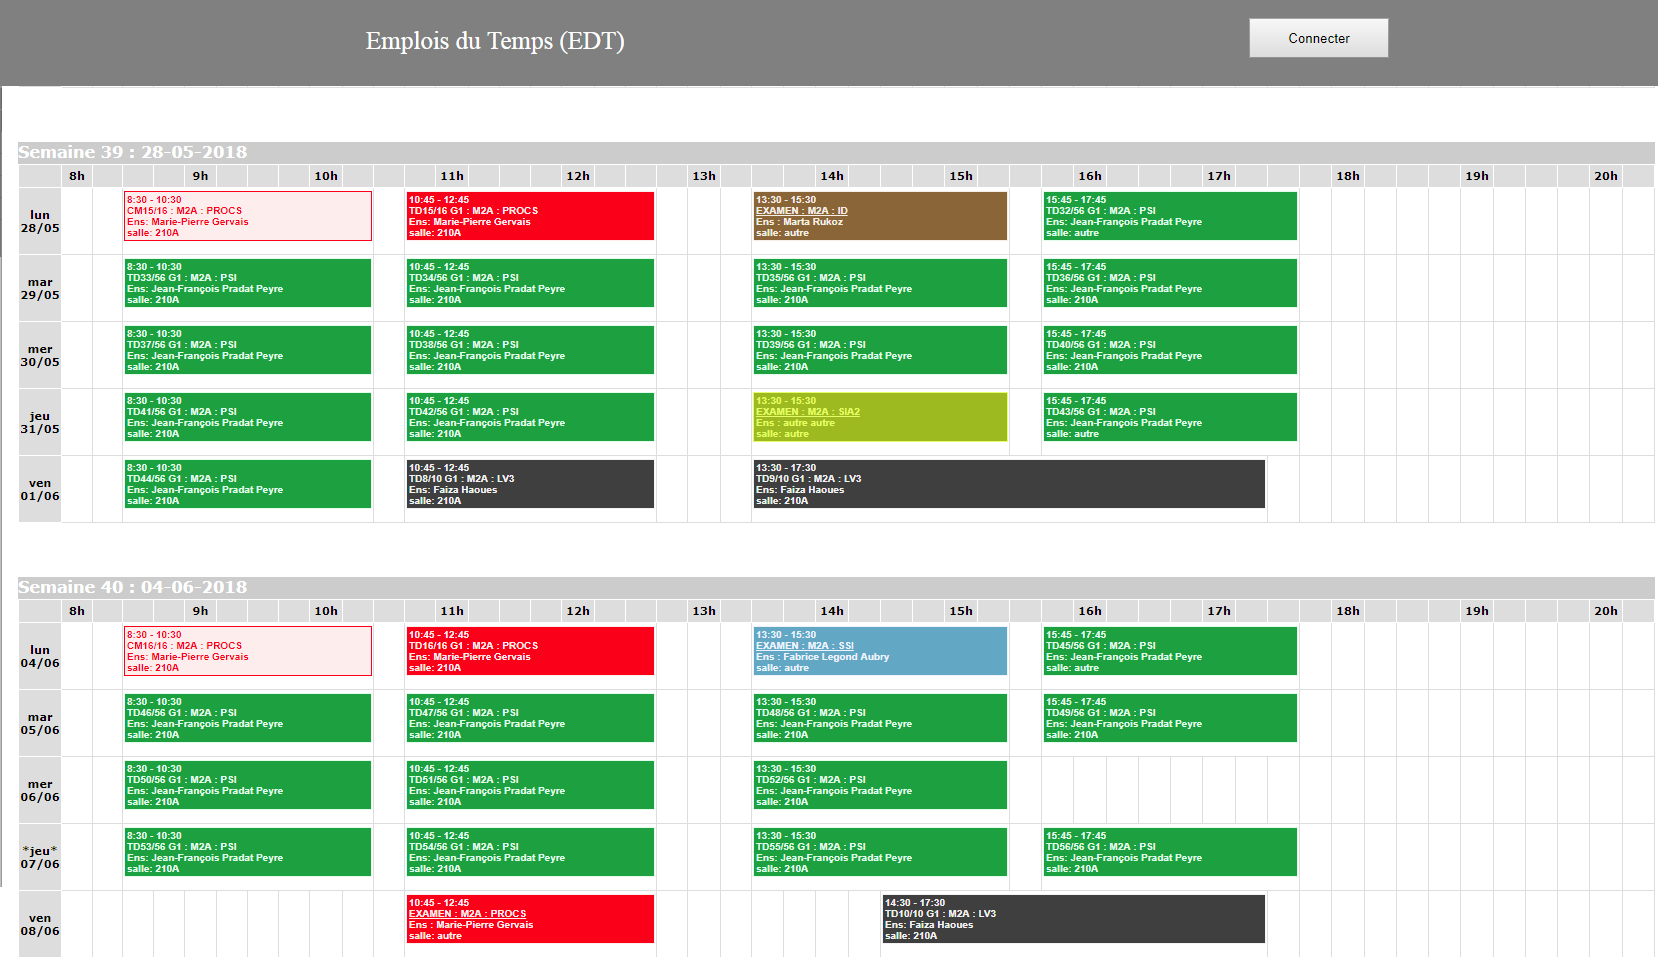 Emplois du Temps (EDT)
Connecter
Semaine 39 : 28-05-2018
8h 9h 10h 11h 12h 13h 14h 15h 16h 17h 18h 19h 20h
lun
28/05
8:30 - 10:30
CM15/16 : M2A : PROCS
Ens: Marie-Pierre Gervais
salle: 210A
10:45 - 12:45
TD15/16 G1 : M2A : PROCS
Ens: Marie-Pierre Gervais
salle: 210A
13:30 - 15:30
EXAMEN : M2A : ID
Ens : Marta Rukoz
salle: autre
15:45 - 17:45
TD32/56 G1 : M2A : PSI
Ens: Jean-François Pradat Peyre
salle: autre
mar
29/05
8:30 - 10:30
TD33/56 G1 : M2A : PSI
Ens: Jean-François Pradat Peyre
salle: 210A
10:45 - 12:45
TD34/56 G1 : M2A : PSI
Ens: Jean-François Pradat Peyre
salle: 210A
13:30 - 15:30
TD35/56 G1 : M2A : PSI
Ens: Jean-François Pradat Peyre
salle: 210A
15:45 - 17:45
TD36/56 G1 : M2A : PSI
Ens: Jean-François Pradat Peyre
salle: 210A
mer
30/05
8:30 - 10:30
TD37/56 G1 : M2A : PSI
Ens: Jean-François Pradat Peyre
salle: 210A
10:45 - 12:45
TD38/56 G1 : M2A : PSI
Ens: Jean-François Pradat Peyre
salle: 210A
13:30 - 15:30
TD39/56 G1 : M2A : PSI
Ens: Jean-François Pradat Peyre
salle: 210A
15:45 - 17:45
TD40/56 G1 : M2A : PSI
Ens: Jean-François Pradat Peyre
salle: 210A
jeu
31/05
8:30 - 10:30
TD41/56 G1 : M2A : PSI
Ens: Jean-François Pradat Peyre
salle: 210A
10:45 - 12:45
TD42/56 G1 : M2A : PSI
Ens: Jean-François Pradat Peyre
salle: 210A
13:30 - 15:30
EXAMEN : M2A : SIA2
Ens : autre autre
salle: autre
15:45 - 17:45
TD43/56 G1 : M2A : PSI
Ens: Jean-François Pradat Peyre
salle: autre
ven
01/06
8:30 - 10:30
TD44/56 G1 : M2A : PSI
Ens: Jean-François Pradat Peyre
salle: 210A
10:45 - 12:45
TD8/10 G1 : M2A : LV3
Ens: Faiza Haoues
salle: 210A
13:30 - 17:30
TD9/10 G1 : M2A : LV3
Ens: Faiza Haoues
salle: 210A
Semaine 40 : 04-06-2018
8h 9h 10h 11h 12h 13h 14h 15h 16h 17h 18h 19h 20h
lun
04/06
8:30 - 10:30
CM16/16 : M2A : PROCS
Ens: Marie-Pierre Gervais
salle: 210A
10:45 - 12:45
TD16/16 G1 : M2A : PROCS
Ens: Marie-Pierre Gervais
salle: 210A
13:30 - 15:30
EXAMEN : M2A : SSI
Ens : Fabrice Legond Aubry
salle: autre
15:45 - 17:45
TD45/56 G1 : M2A : PSI
Ens: Jean-François Pradat Peyre
salle: autre
mar
05/06
8:30 - 10:30
TD46/56 G1 : M2A : PSI
Ens: Jean-François Pradat Peyre
salle: 210A
10:45 - 12:45
TD47/56 G1 : M2A : PSI
Ens: Jean-François Pradat Peyre
salle: 210A
13:30 - 15:30
TD48/56 G1 : M2A : PSI
Ens: Jean-François Pradat Peyre
salle: 210A
15:45 - 17:45
TD49/56 G1 : M2A : PSI
Ens: Jean-François Pradat Peyre
salle: 210A
mer
06/06
8:30 - 10:30
TD50/56 G1 : M2A : PSI
Ens: Jean-François Pradat Peyre
salle: 210A
10:45 - 12:45
TD51/56 G1 : M2A : PSI
Ens: Jean-François Pradat Peyre
salle: 210A
13:30 - 15:30
TD52/56 G1 : M2A : PSI
Ens: Jean-François Pradat Peyre
salle: 210A
*jeu*
07/06
8:30 - 10:30
TD53/56 G1 : M2A : PSI
Ens: Jean-François Pradat Peyre
salle: 210A
10:45 - 12:45
TD54/56 G1 : M2A : PSI
Ens: Jean-François Pradat Peyre
salle: 210A
13:30 - 15:30
TD55/56 G1 : M2A : PSI
Ens: Jean-François Pradat Peyre
salle: 210A
15:45 - 17:45
TD56/56 G1 : M2A : PSI
Ens: Jean-François Pradat Peyre
salle: 210A
ven
08/06
10:45 - 12:45
EXAMEN : M2A : PROCS
Ens : Marie-Pierre Gervais
salle: autre
14:30 - 17:30
TD10/10 G1 : M2A : LV3
Ens: Faiza Haoues
salle: 210A